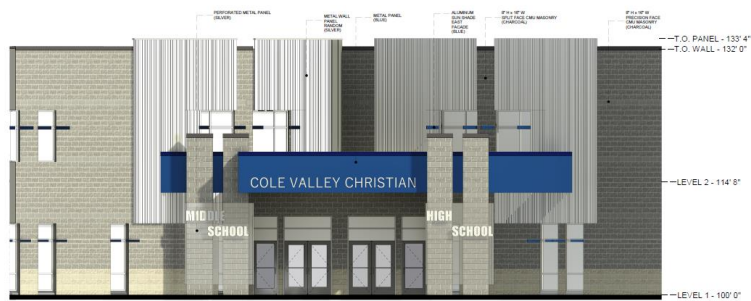 PERFORATED METAL PANEL
(SILVER)
METAL WALL
PANEL
RANDOM
(SILVER)
METAL PANEL
(BLUE)
ALUMINUM
SUN SHADE
EAST
FACADE
(BLUE)
8" H x 16" W
SPLIT FACE CMU MASONRY
(CHARCOAL)
8" H x 16" W
PRECISION FACE
CMU MASONRY
(CHARCOAL)
T.O. PANEL - 133' 4"
T.O. WALL - 132' 0"
COLE VALLEY CHRISTIAN
LEVEL 2 - 114' 8"
MIDDLE
SCHOOL
HIGH
SCHOOL
LEVEL 1 - 100' 0"